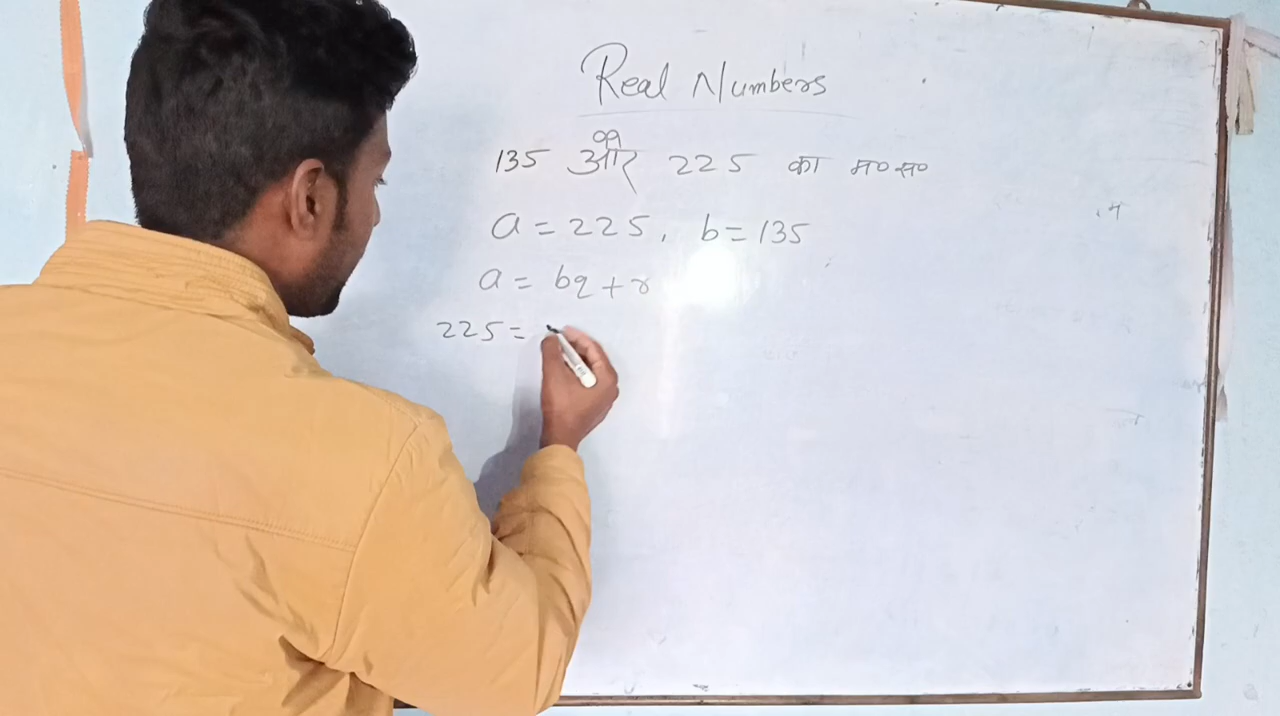 Real Numbers
135 और 225 का म०स०
a = 225, b = 135
a = bq + r
225 =